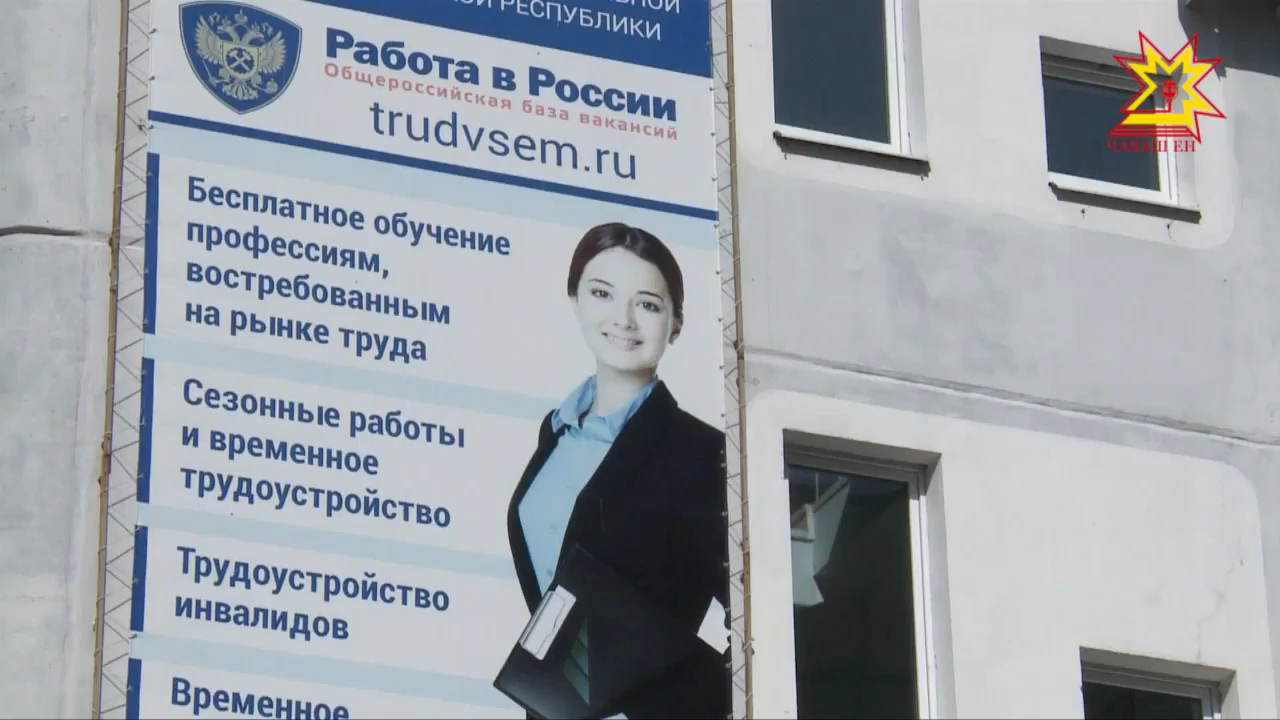 РЕСПУБЛИКИ
Работа в России
Общероссийская база вакансий
trudvsem.ru
Бесплатное обучение
профессиям,
востребованным
на рынке труда
Сезонные работы
и временное
трудоустройство
Трудоустройство
инвалидов
Временное
ЧӐВАШ ЕН